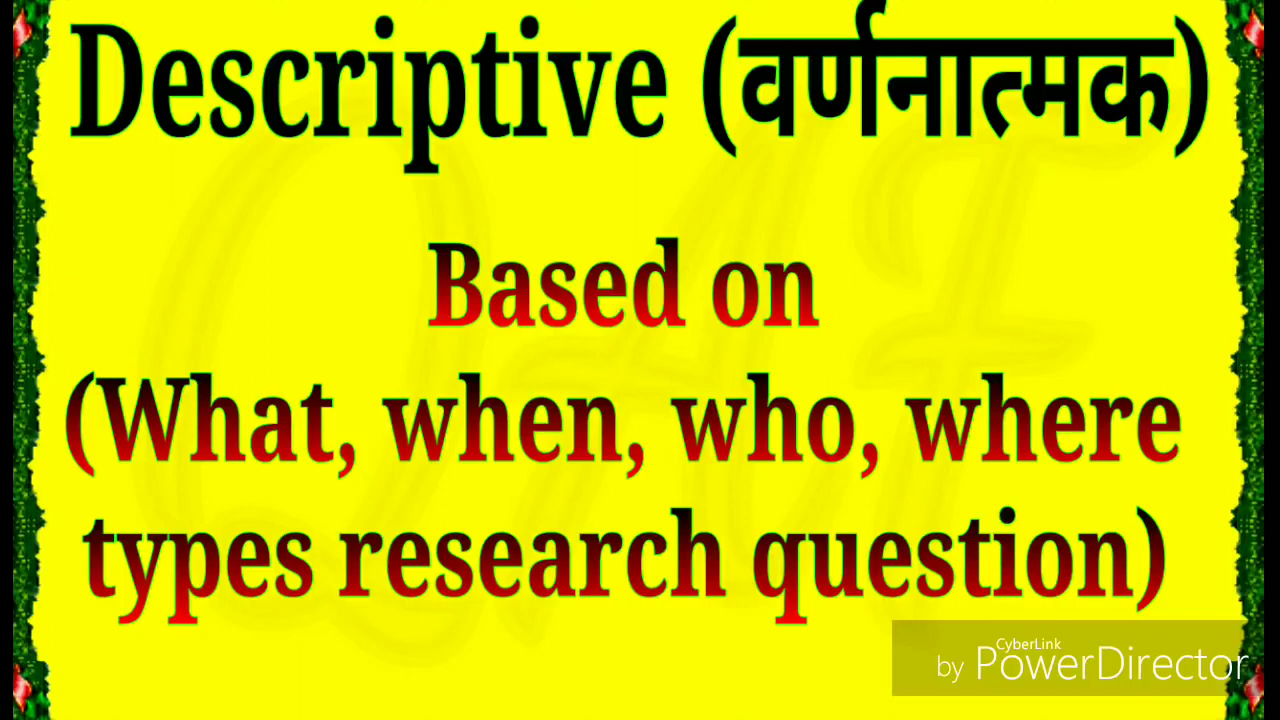 Descriptive (वर्णनात्मक)
Based on
(What, when, who, where
types research question)
CyberLink
by PowerDirector